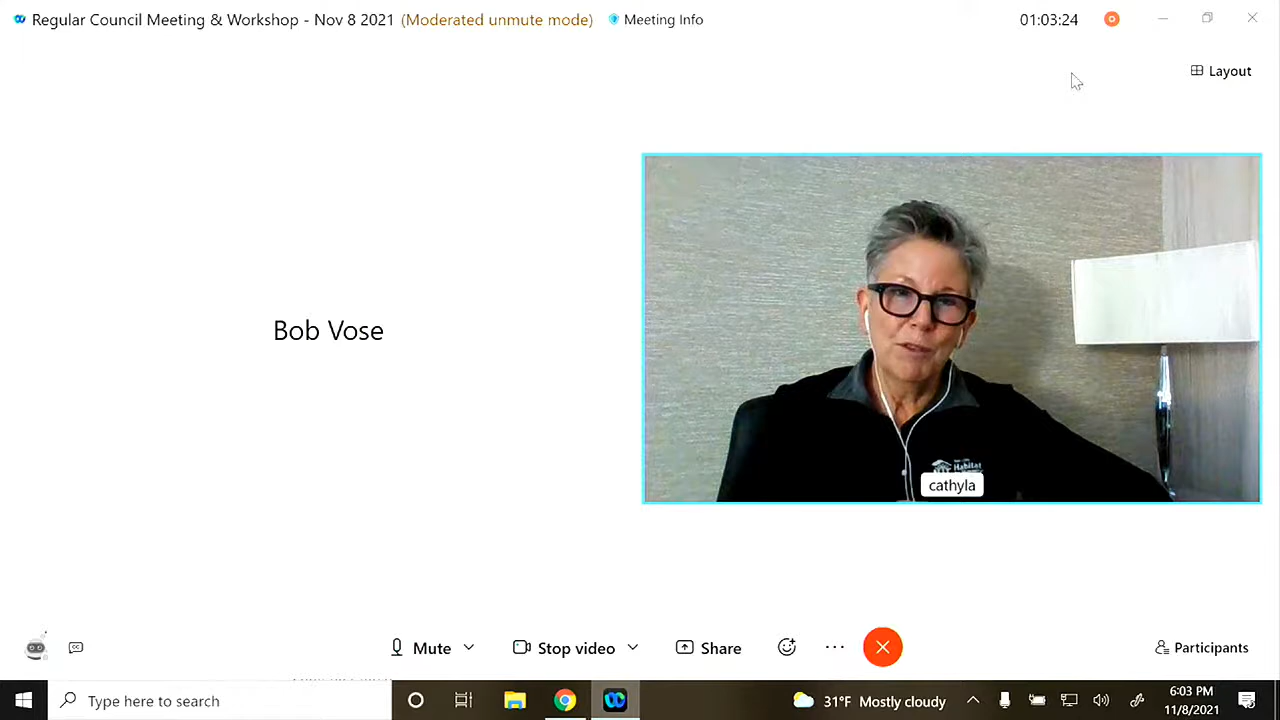 Regular Council Meeting & Workshop - Nov 8 2021 (Moderated unmute mode) Meeting Info 01:03:24
Layout
Bob Vose
Habitat
cathyla
Mute Stop video Share Participants
Type here to search 31°F Mostly cloudy 6:03 PM
11/8/2021